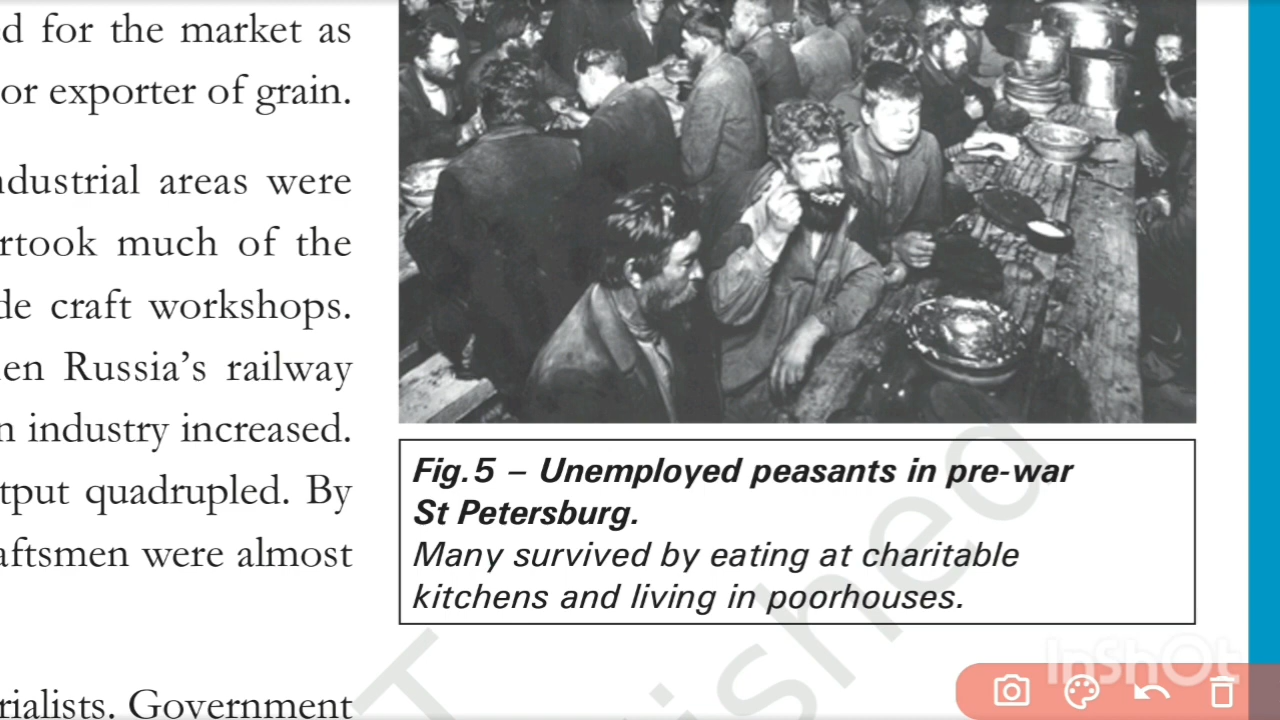 d for the market as
or exporter of grain.
ndustrial areas were
rtook much of the
de craft workshops.
en Russia's railway
n industry increased.
tput quadrupled. By
aftsmen were almost
rialists. Government
Fig.5 – Unemployed peasants in pre-war
St Petersburg.
Many survived by eating at charitable
kitchens and living in poorhouses.
InShOt